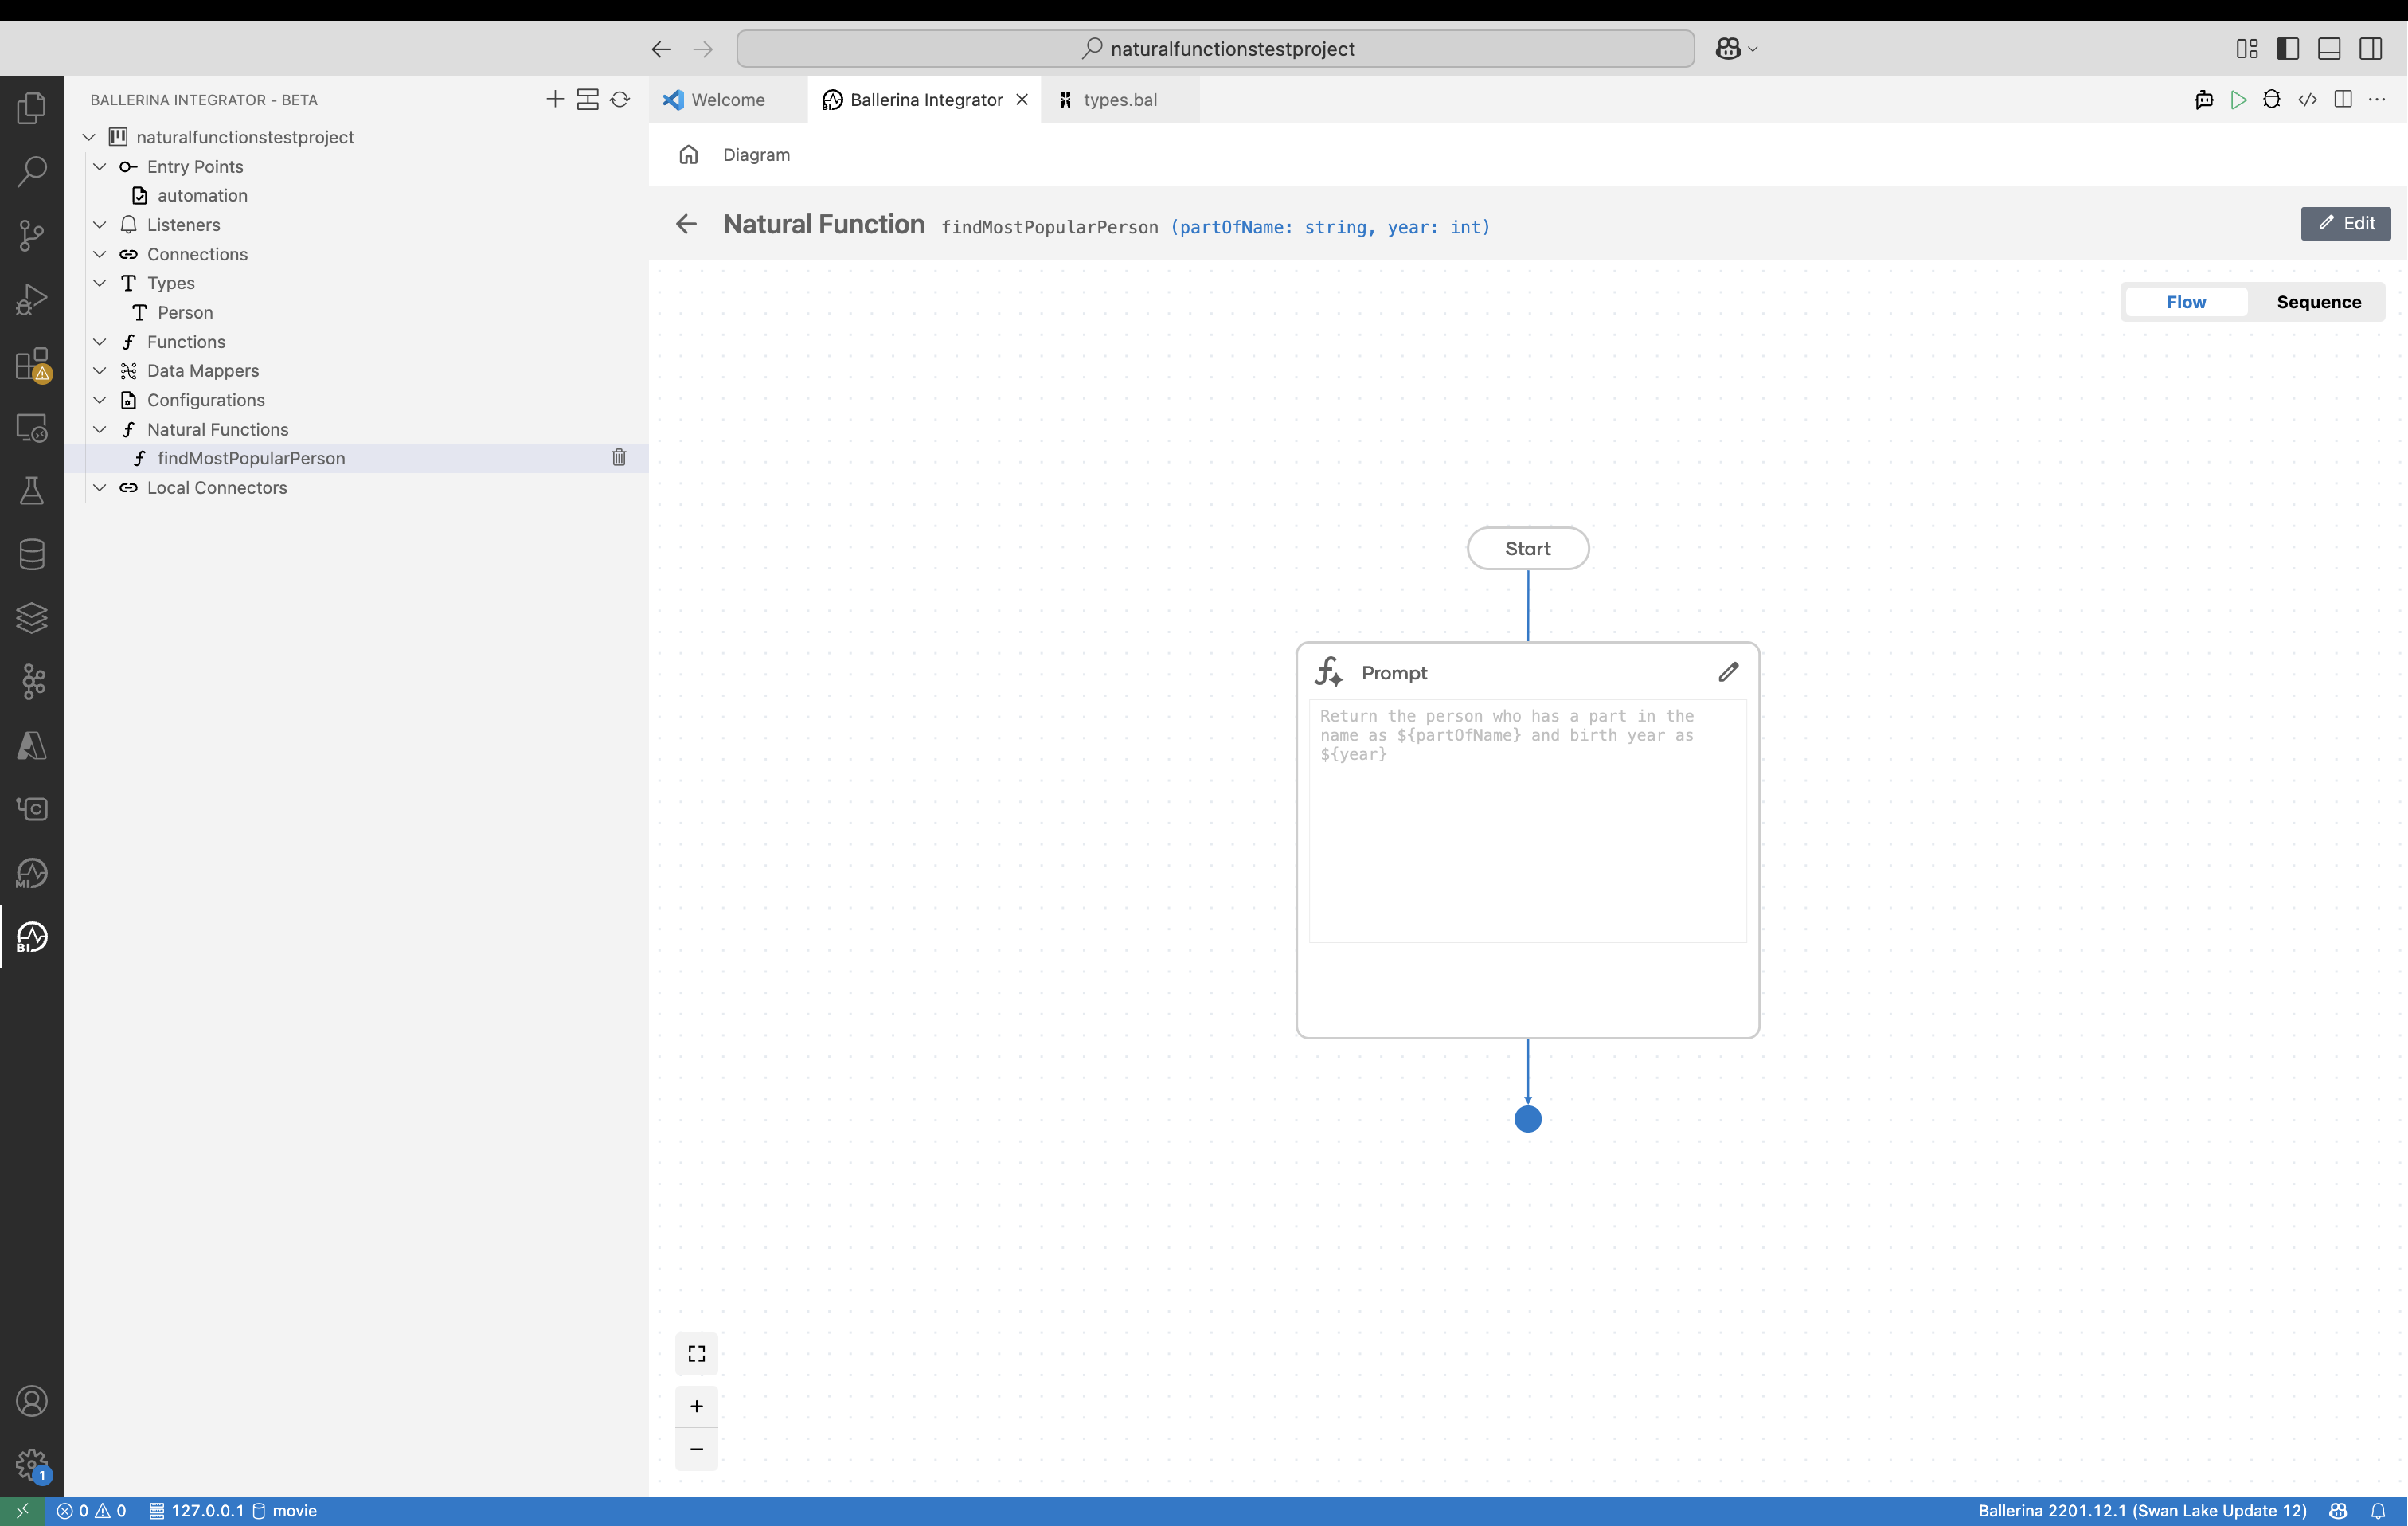 naturalfunctionstestproject
BALLERINA INTEGRATOR - BETA
naturalfunctionstestproject
Entry Points
automation
Listeners
Connections
Types
Person
Functions
Data Mappers
Configurations
Natural Functions
findMostPopularPerson
Local Connectors
Welcome
Ballerina Integrator
types.bal
Diagram
Natural Function findMostPopularPerson (partOfName: string, year: int)
Edit
Flow
Sequence
Start
Prompt
Return the person who has a part in the
name as ${partOfName} and birth year as
${year}
MI
BI
1
0 0 127.0.0.1 movie
Ballerina 2201.12.1 (Swan Lake Update 12)